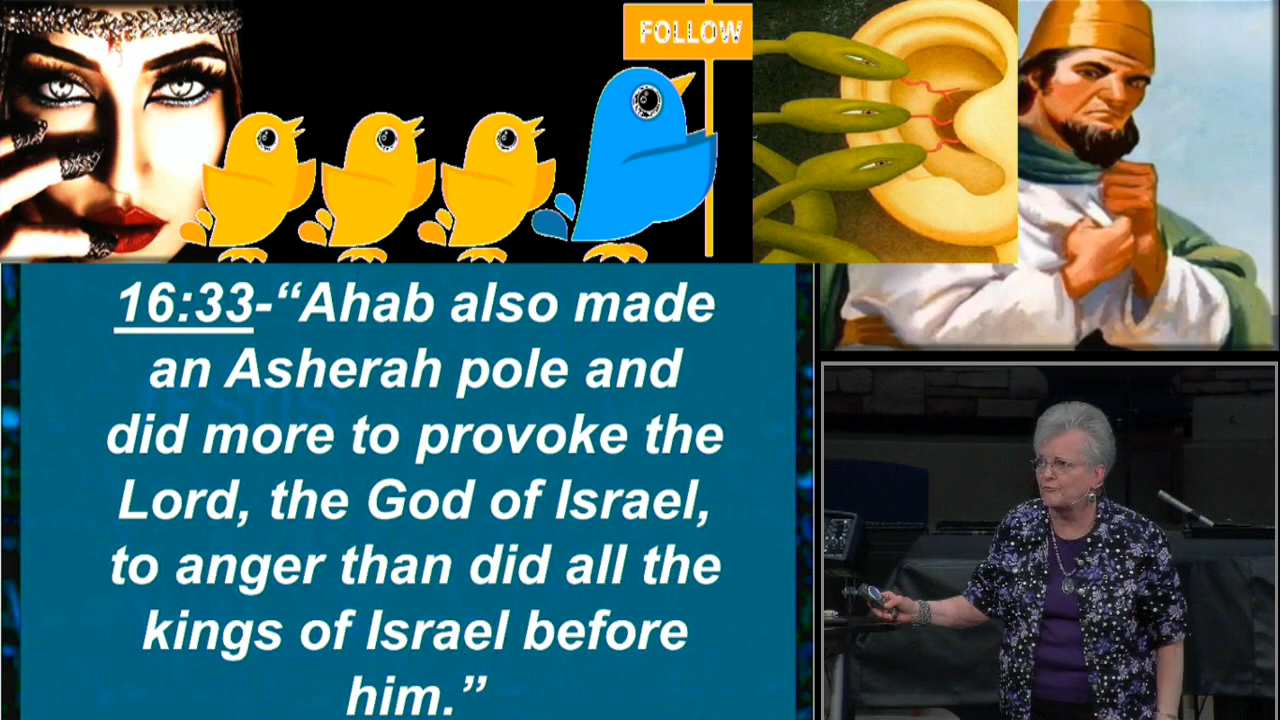 FOLLOW
16:33-“Ahab also made
an Asherah pole and
did more to provoke the
Lord, the God of Israel,
to anger than did all the
kings of Israel before
him.”